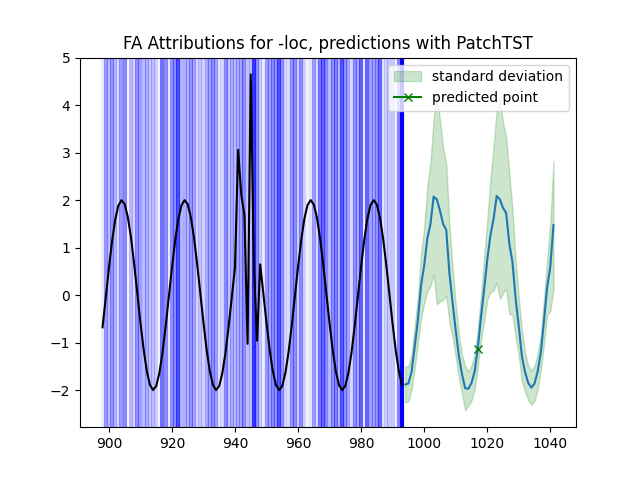 FA Attributions for -loc, predictions with PatchTST
standard deviation
predicted point
5
4
3
2
1
0
−1
−2
900 920 940 960 980 1000 1020 1040